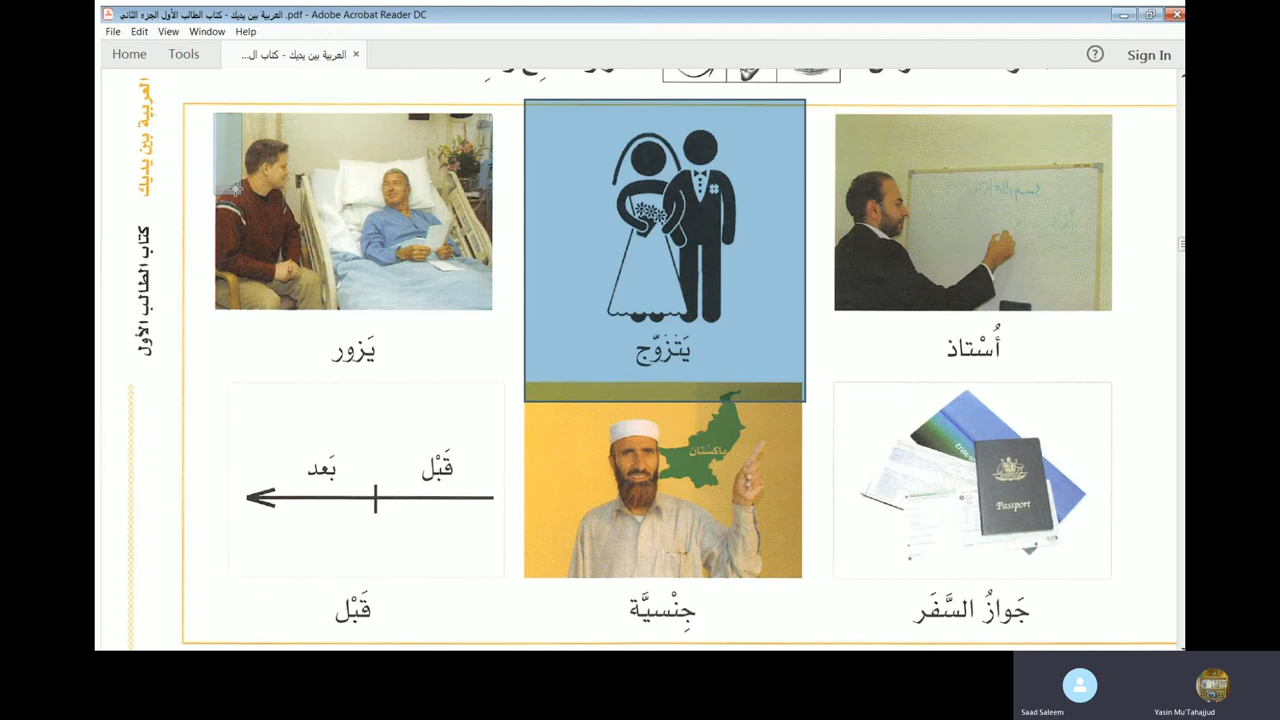 العربية بين يديك - كتاب الطالب الأول الجزء الثاني .pdf - Adobe Acrobat Reader DC
File Edit View Window Help
Home Tools العربية بين يديك - كتاب ال... × ? Sign In
العربية بين يديك
كتاب الطالب الأول
بسم الله
أُسْتاذ
يَتَزَوَّج
يَزور
Passport
باكستان
قَبْل
بَعْد
جَوازُ السَّفَر
جِنْسيَّة
قَبْل
Saad Saleem
Yasin Mu'Tahajjud